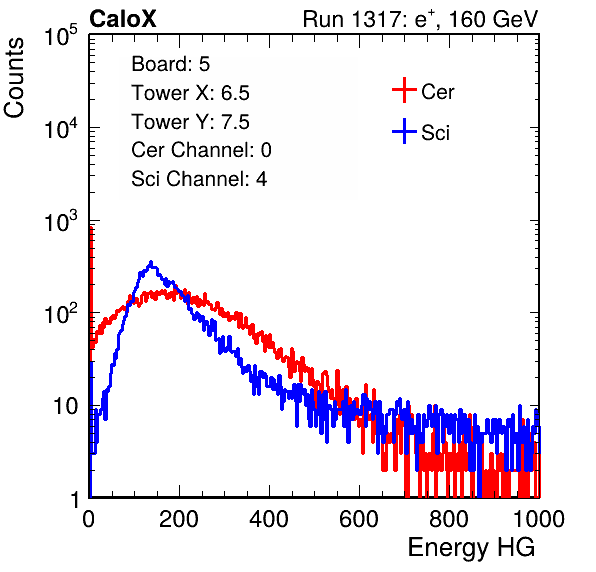 CaloX Run 1317: e⁺, 160 GeV
Board: 5
Tower X: 6.5
Tower Y: 7.5
Cer Channel: 0
Sci Channel: 4
Cer
Sci
Counts
10⁵
10⁴
10³
10²
10
1
0 200 400 600 800 1000
Energy HG